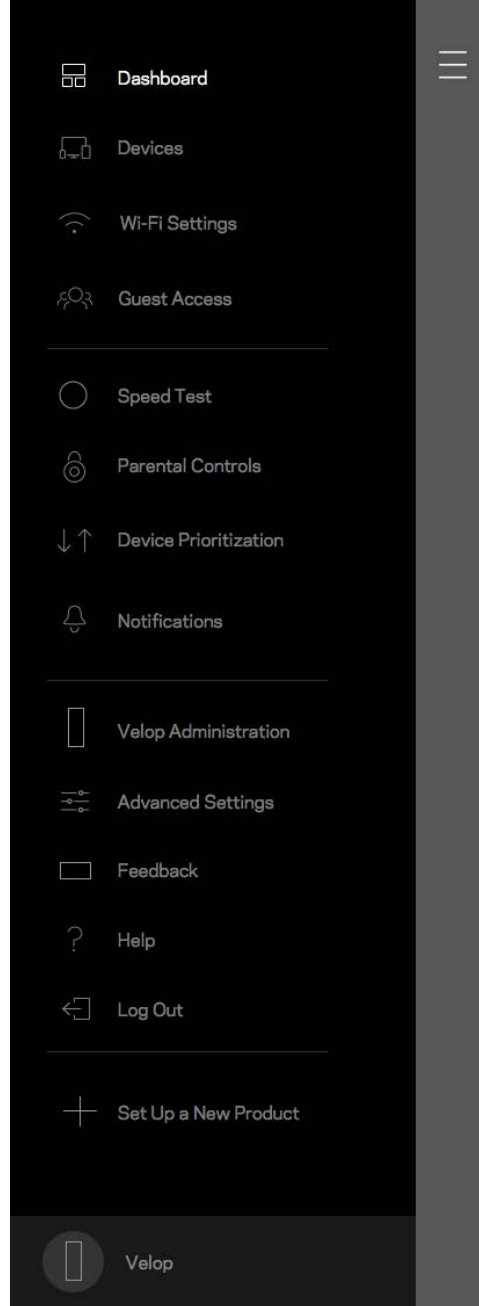 Dashboard
Devices
Wi-Fi Settings
Guest Access
Speed Test
Parental Controls
Device Prioritization
Notifications
Velop Administration
Advanced Settings
Feedback
Help
Log Out
Set Up a New Product
Velop